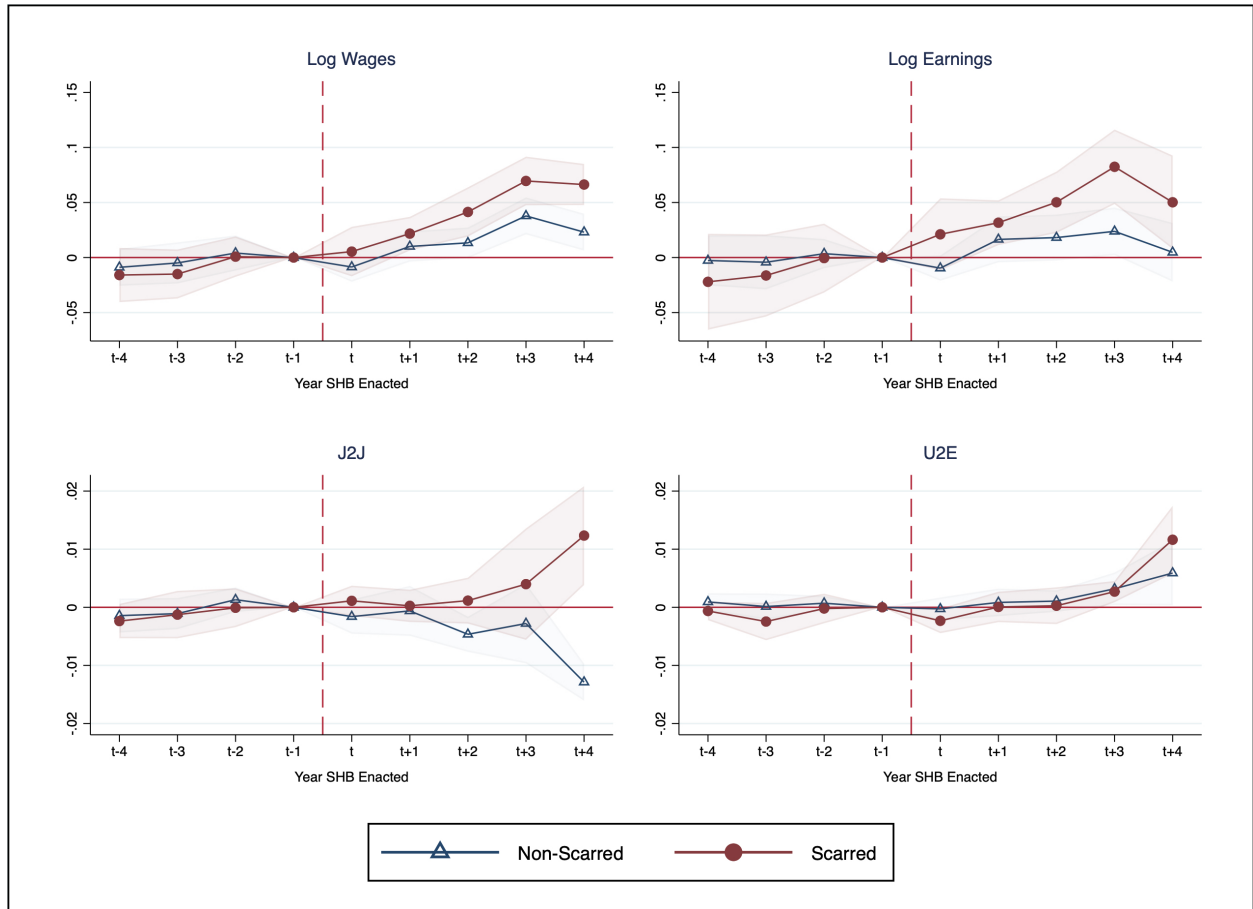 Log Wages
.15
.1
.05
0
-.05
t-4 t-3 t-2 t-1 t t+1 t+2 t+3 t+4
Year SHB Enacted
Log Earnings
.15
.1
.05
0
-.05
t-4 t-3 t-2 t-1 t t+1 t+2 t+3 t+4
Year SHB Enacted
J2J
.02
.01
0
-.01
-.02
t-4 t-3 t-2 t-1 t t+1 t+2 t+3 t+4
Year SHB Enacted
U2E
.02
.01
0
-.01
-.02
t-4 t-3 t-2 t-1 t t+1 t+2 t+3 t+4
Year SHB Enacted
Non-Scarred Scarred